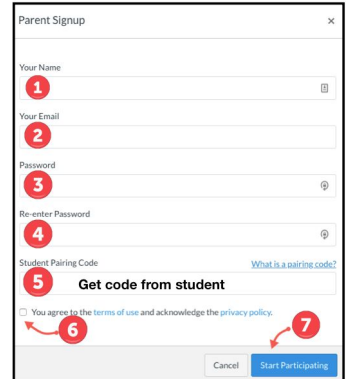 Parent Signup ×
Your Name
1
Your Email
2
Password
3
Re-enter Password
4
Student Pairing Code What is a pairing code?
5 Get code from student
You agree to the terms of use and acknowledge the privacy policy.
6 7
Cancel Start Participating